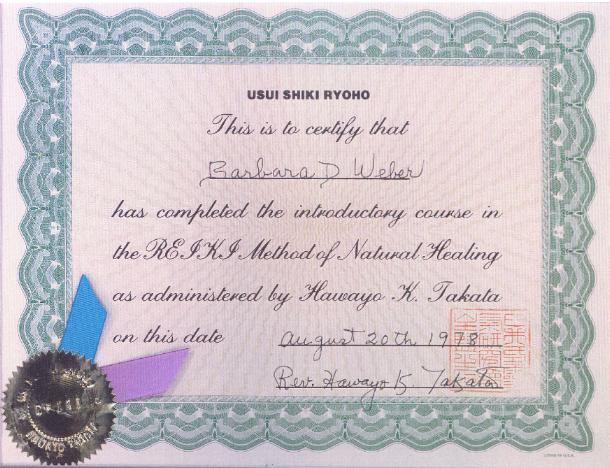 USUI SHIKI RYOHO
This is to certify that
Barbara D Weber
has completed the introductory course in
the REIKI Method of Natural Healing
as administered by Hawayo K. Takata
on this date august 20th 1978
Rev. Hawayo K. Takata